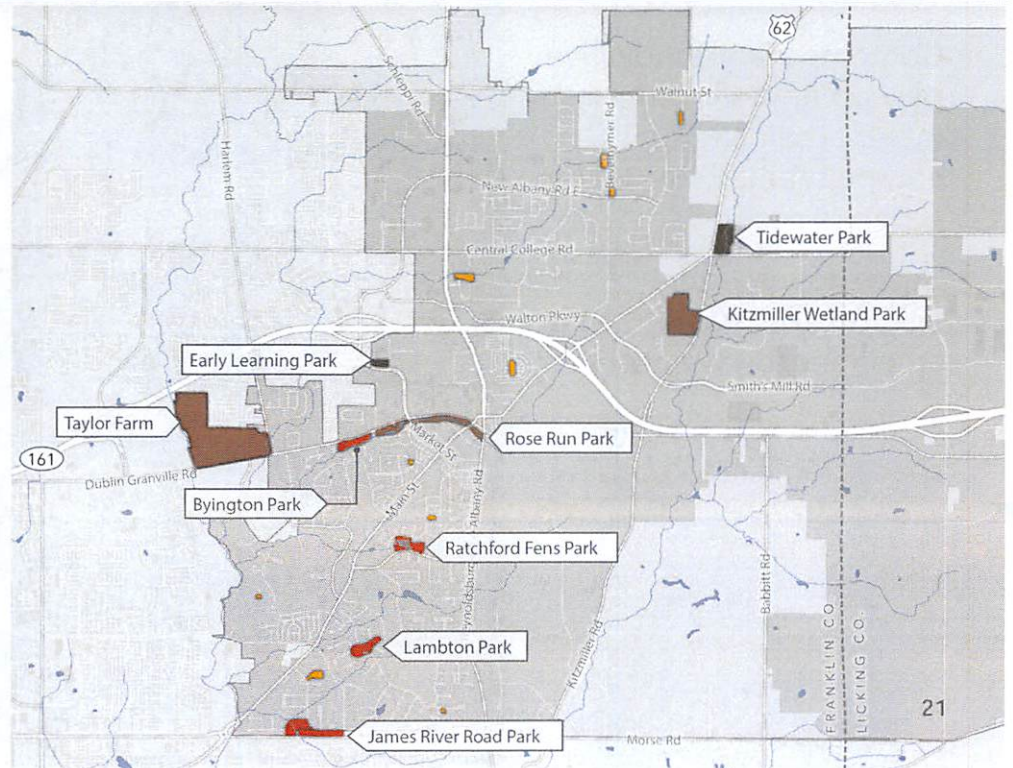 62
Schleppi Rd
Walnut St
Harlem Rd
Bevelhymer Rd
New Albany Rd E
Tidewater Park
Central College Rd
Kitzmiller Wetland Park
Walton Pkwy
Early Learning Park
Smith's Mill Rd
Taylor Farm
Rose Run Park
Market St
161
Dublin Granville Rd
Byington Park
Main St
Reynoldsburg
Albany Rd
Ratchford Fens Park
Babbitt Rd
Lambton Park
Kitzmiller Rd
FRANKLIN CO
LICKING CO.
21
James River Road Park
Morse Rd